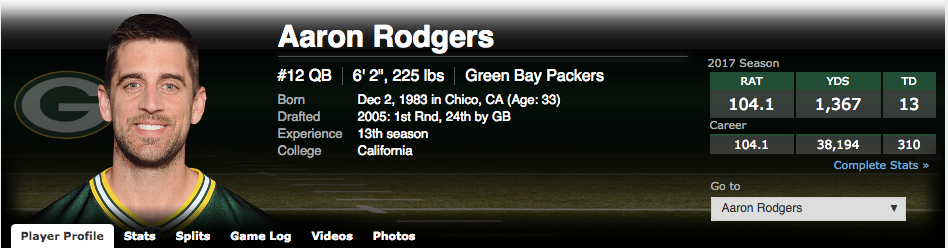 Aaron Rodgers
#12 QB 6' 2", 225 lbs Green Bay Packers
Born Dec 2, 1983 in Chico, CA (Age: 33)
Drafted 2005: 1st Rnd, 24th by GB
Experience 13th season
College California
2017 Season
RAT YDS TD
104.1 1,367 13
Career
104.1 38,194 310
Complete Stats »
Go to
Aaron Rodgers ▼
G
Player Profile Stats Splits Game Log Videos Photos